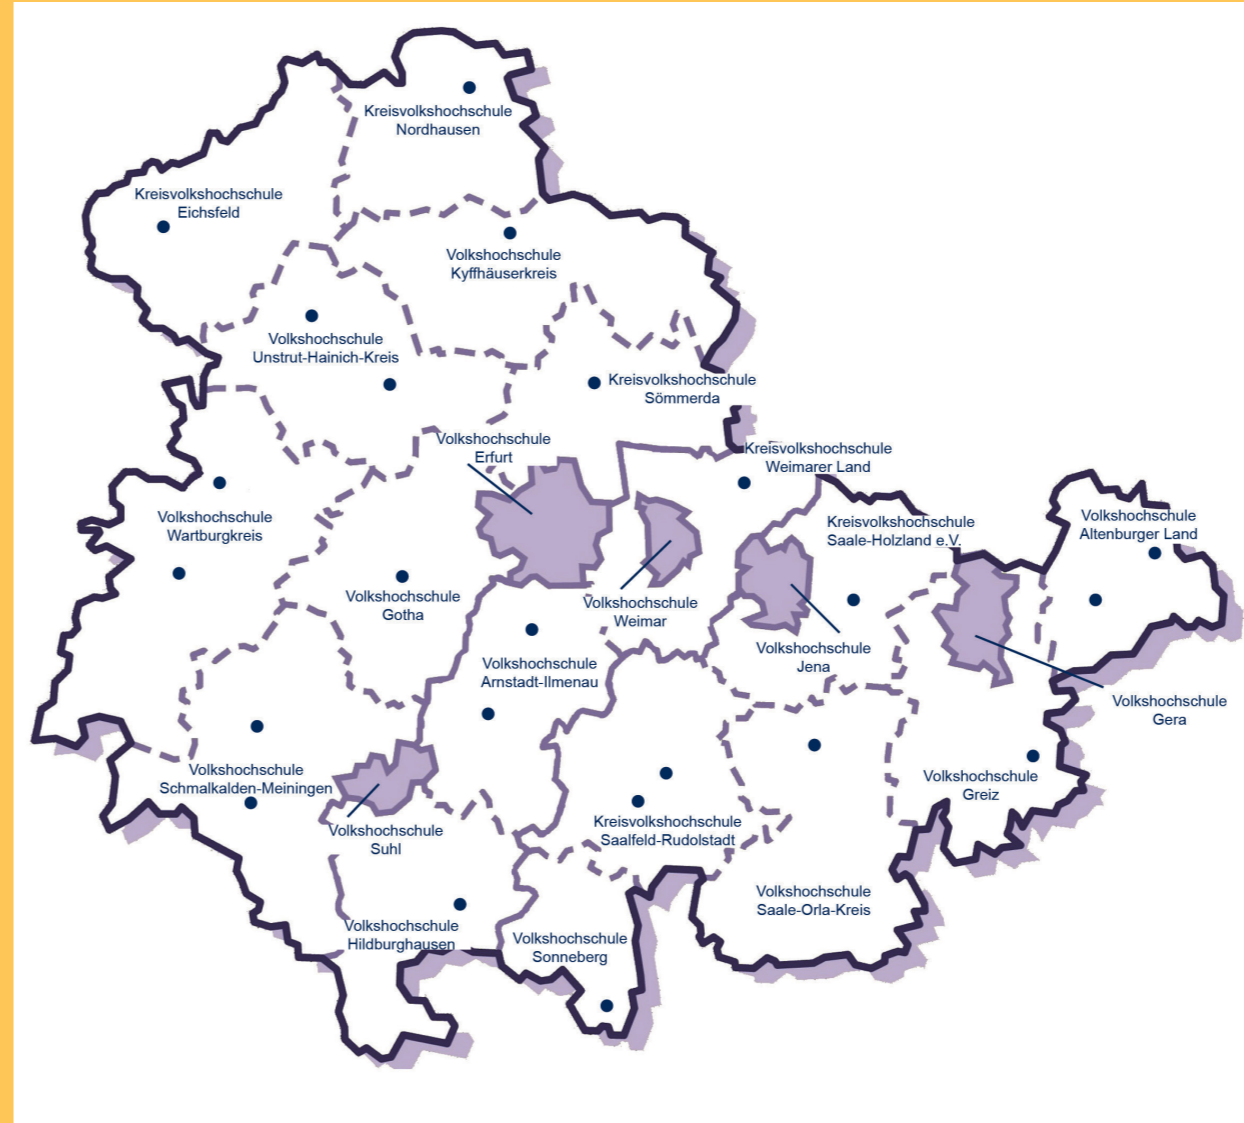 Kreisvolkshochschule
Nordhausen
Kreisvolkshochschule
Eichsfeld
Volkshochschule
Kyffhäuserkreis
Volkshochschule
Unstrut-Hainich-Kreis
Kreisvolkshochschule
Sömmerda
Volkshochschule
Erfurt
Kreisvolkshochschule
Weimarer Land
Volkshochschule
Wartburgkreis
Kreisvolkshochschule
Saale-Holzland e.V.
Volkshochschule
Altenburger Land
Volkshochschule
Gotha
Volkshochschule
Weimar
Volkshochschule
Jena
Volkshochschule
Arnstadt-Ilmenau
Volkshochschule
Gera
Volkshochschule
Schmalkalden-Meiningen
Volkshochschule
Greiz
Volkshochschule
Suhl
Kreisvolkshochschule
Saalfeld-Rudolstadt
Volkshochschule
Saale-Orla-Kreis
Volkshochschule
Hildburghausen
Volkshochschule
Sonneberg